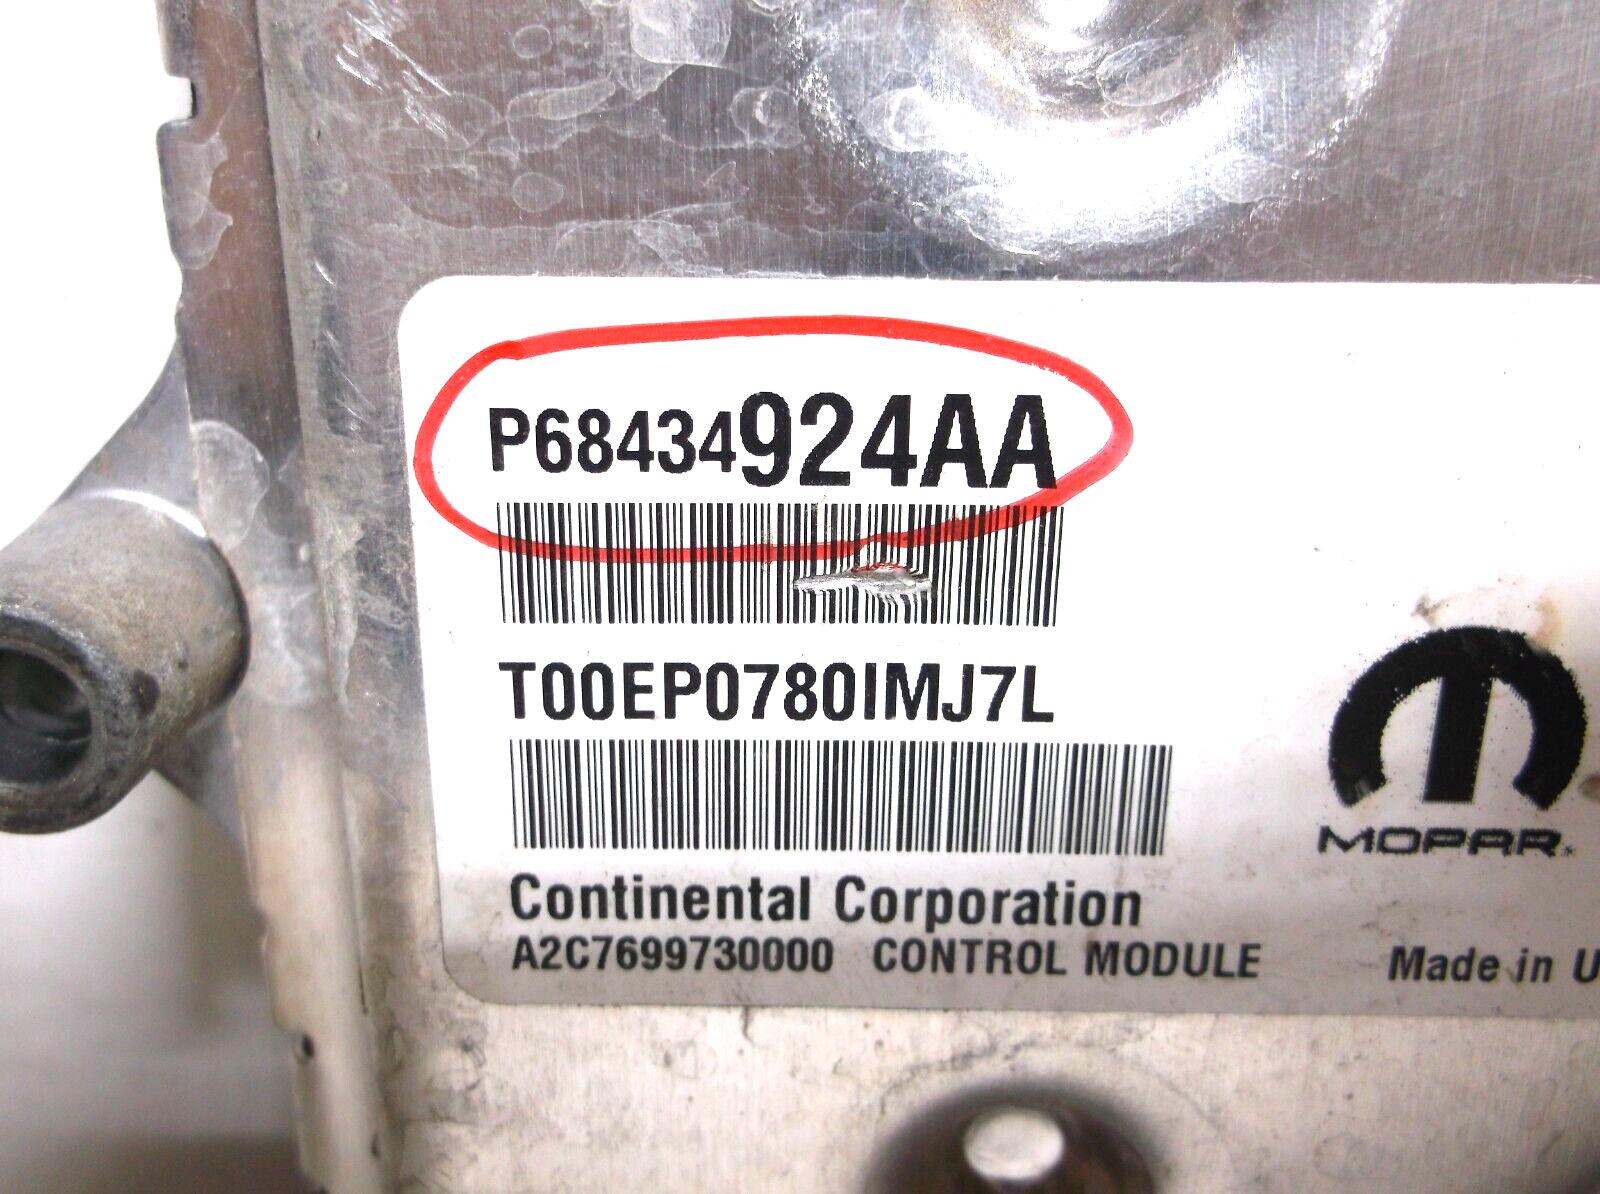 P68434924AA
T00EP0780IMJ7L
MOPAR
Continental Corporation
A2C7699730000 CONTROL MODULE
Made in U